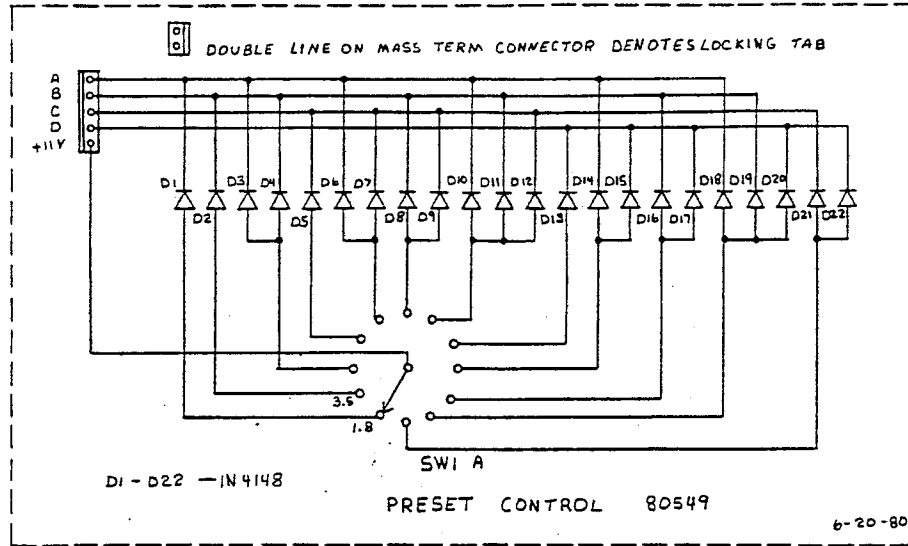 DOUBLE LINE ON MASS TERM CONNECTOR DENOTES LOCKING TAB
A
B
C
D
+11V
D1
D2
D3
D4
D5
D6
D7
D8
D9
D10
D11
D12
D13
D14
D15
D16
D17
D18
D19
D20
D21
D22
3.5
1.8
SW1 A
D1-D22 — IN4148
PRESET CONTROL 80549
6-20-80